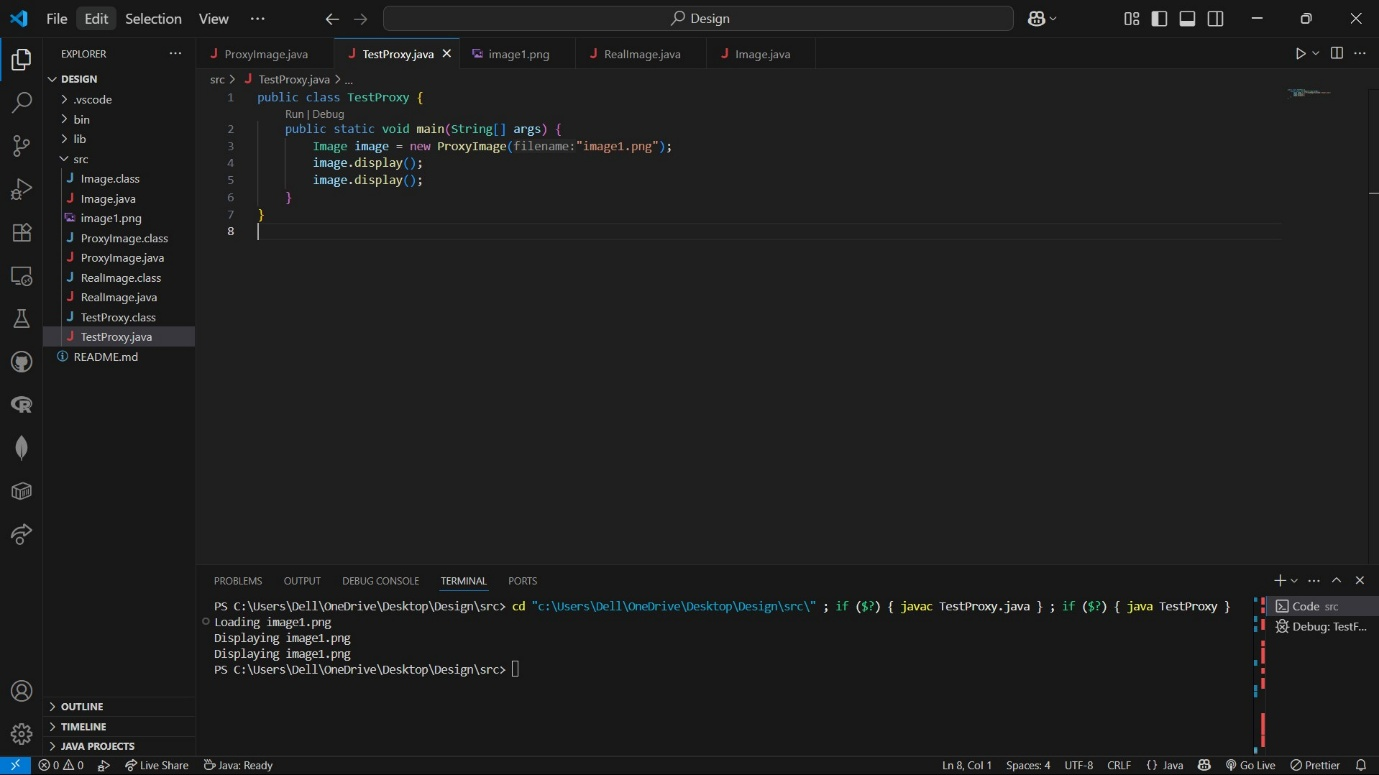 File Edit Selection View ··· Design
EXPLORER ···
DESIGN
.vscode
bin
lib
src
J Image.class
J Image.java
image1.png
J ProxyImage.class
J ProxyImage.java
J RealImage.class
J RealImage.java
J TestProxy.class
J TestProxy.java
README.md
OUTLINE
TIMELINE
JAVA PROJECTS
J ProxyImage.java J TestProxy.java image1.png J RealImage.java J Image.java
src > J TestProxy.java > ...
1 public class TestProxy {
Run | Debug
2 public static void main(String[] args) {
3 Image image = new ProxyImage(filename:"image1.png");
4 image.display();
5 image.display();
6 }
7 }
8
PROBLEMS OUTPUT DEBUG CONSOLE TERMINAL PORTS
PS C:\Users\Dell\OneDrive\Desktop\Design\src> cd "c:\Users\Dell\OneDrive\Desktop\Design\src\" ; if ($?) { javac TestProxy.java } ; if ($?) { java TestProxy }
Loading image1.png
Displaying image1.png
Displaying image1.png
PS C:\Users\Dell\OneDrive\Desktop\Design\src>
Code src
Debug: TestF...
0 0 Live Share Java: Ready Ln 8, Col 1 Spaces: 4 UTF-8 CRLF {} Java Go Live Prettier